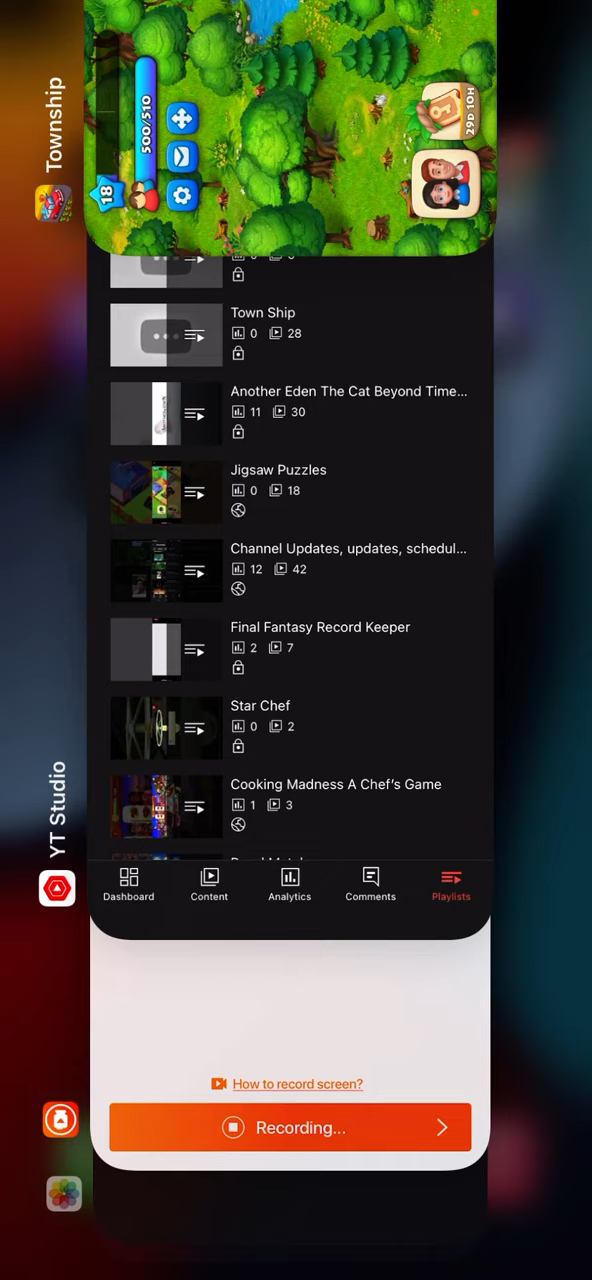 Township
18
500/510
29D 10H
Town Ship
0 28
Another Eden The Cat Beyond Time...
11 30
Jigsaw Puzzles
0 18
Channel Updates, updates, schedul...
12 42
Final Fantasy Record Keeper
2 7
Star Chef
0 2
Cooking Madness A Chef's Game
1 3
YT Studio
Dashboard
Content
Analytics
Comments
Playlists
How to record screen?
Recording...